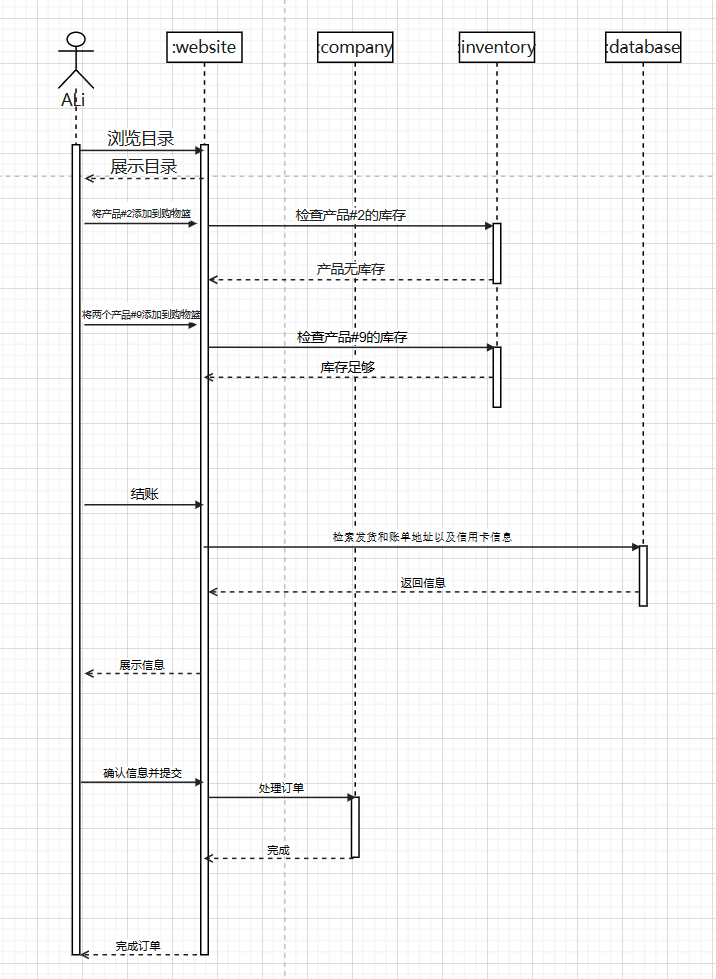 :website
:company
:inventory
:database
ALi
浏览目录
展示目录
将产品#2添加到购物篮
检查产品#2的库存
产品无库存
将两个产品#9添加到购物篮
检查产品#9的库存
库存足够
结账
检索发货和账单地址以及信用卡信息
返回信息
展示信息
确认信息并提交
处理订单
完成
完成订单